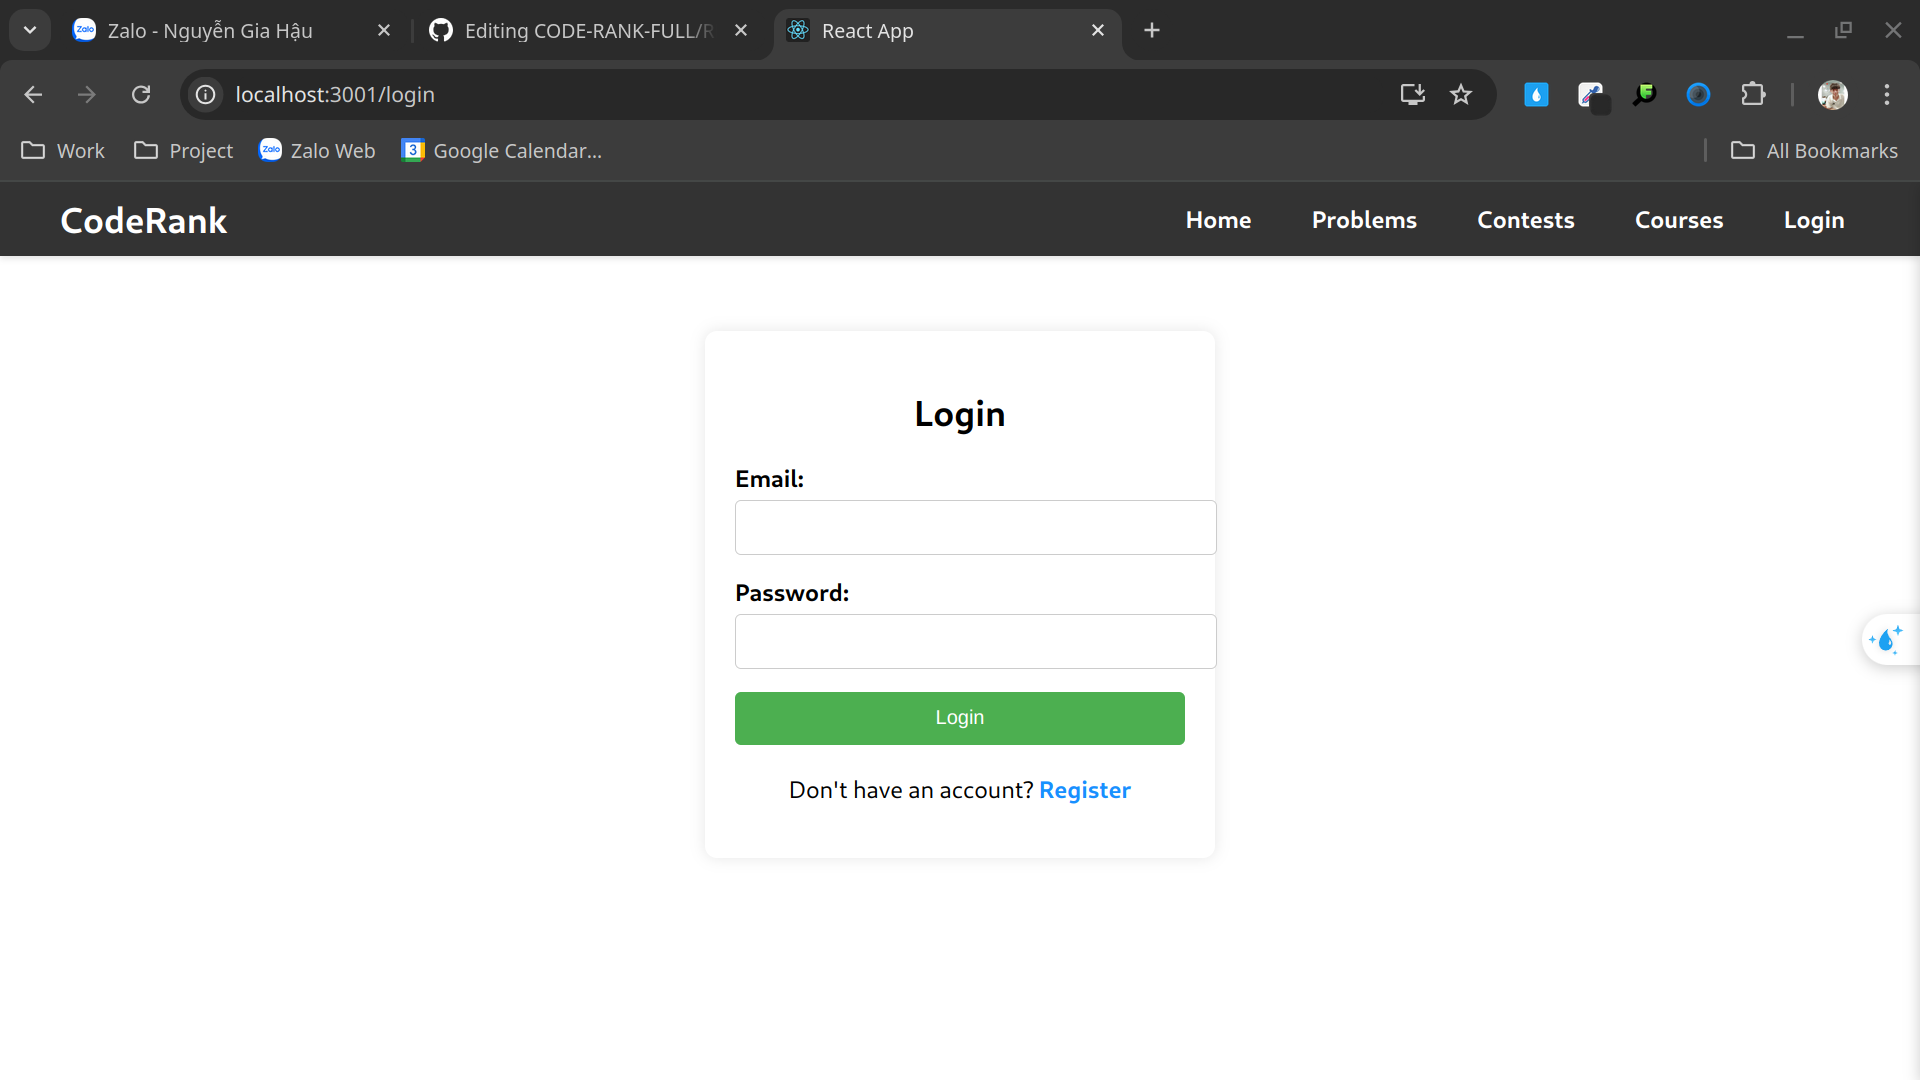 Zalo - Nguyễn Gia Hậu
Editing CODE-RANK-FULL/R
React App
localhost:3001/login
Work
Project
Zalo Web
Google Calendar...
All Bookmarks
CodeRank
Home
Problems
Contests
Courses
Login
Login
Email:
Password:
Login
Don't have an account? Register